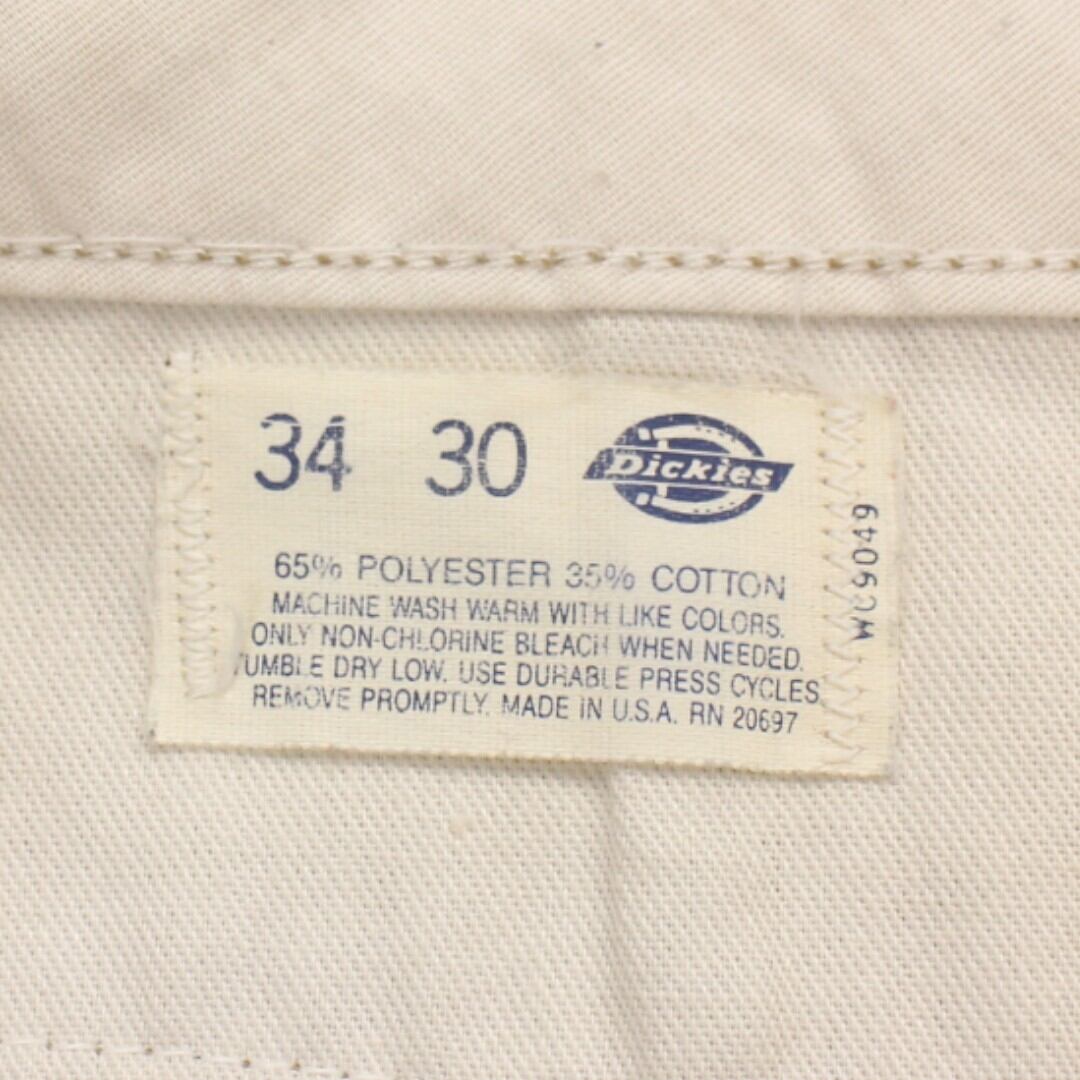 34 30 Dickies
65% POLYESTER 35% COTTON
MACHINE WASH WARM WITH LIKE COLORS.
ONLY NON-CHLORINE BLEACH WHEN NEEDED.
TUMBLE DRY LOW. USE DURABLE PRESS CYCLES
REMOVE PROMPTLY. MADE IN U.S.A. RN 20697
WC9049